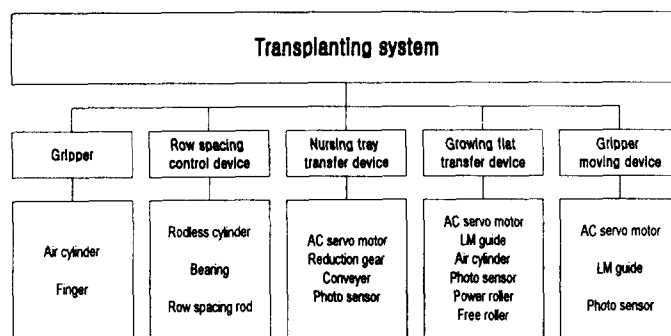 Transplanting system
Gripper
Row spacing
control device
Nursing tray
transfer device
Growing flat
transfer device
Gripper
moving device
Air cylinder
Finger
Rodless cylinder
Bearing
Row spacing rod
AC servo motor
Reduction gear
Conveyer
Photo sensor
AC servo motor
LM guide
Air cylinder
Photo sensor
Power roller
Free roller
AC servo motor
LM guide
Photo sensor